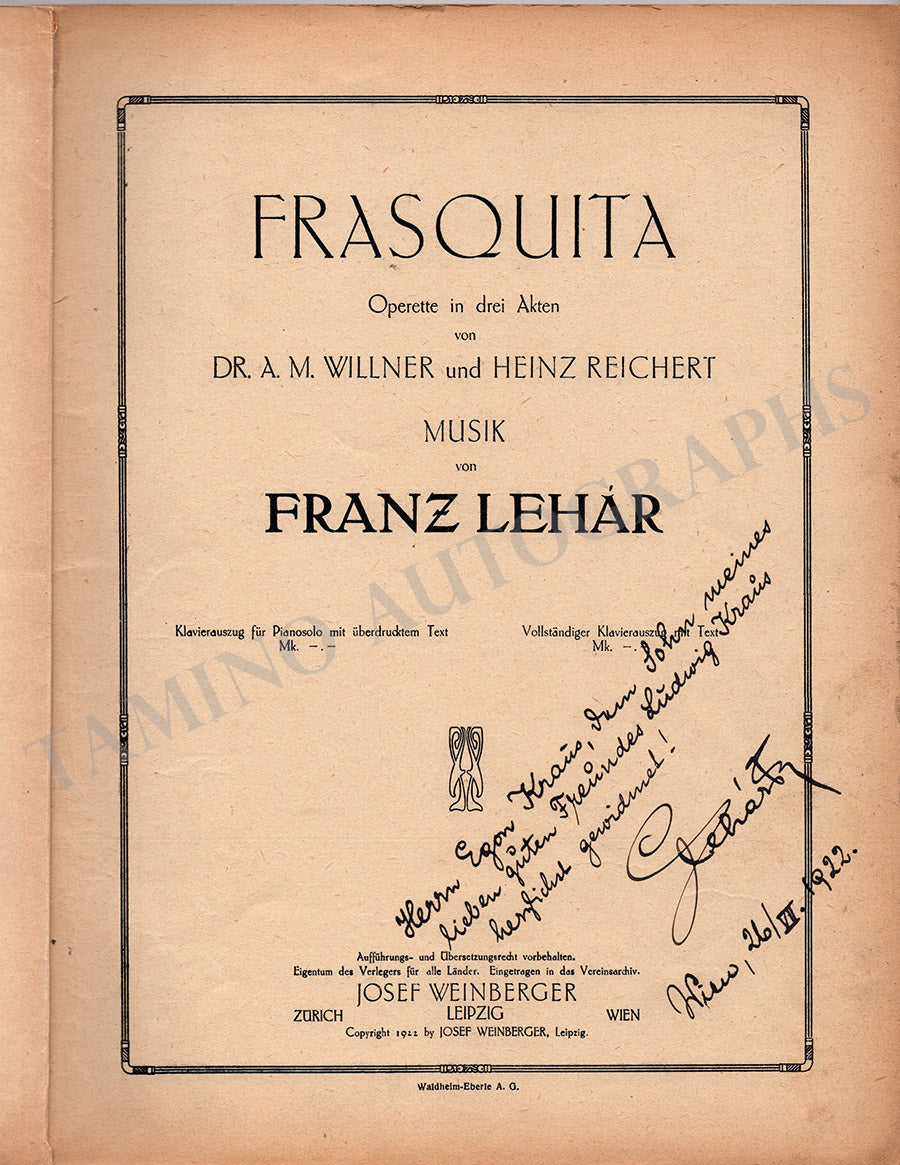 FRASQUITA
Operette in drei Akten
von
DR. A. M. WILLNER und HEINZ REICHERT
MUSIK
von
FRANZ LEHÁR
Klavierauszug für Pianosolo mit überdrucktem Text
Mk. —.—
Vollständiger Klavierauszug mit Text
Mk. —.
Herrn Egon Kraus, dem Sohn meines
lieben guten Freundes Ludwig Kraus
herzlichst gewidmet!
Lehár
Wien, 26/VI. 1922.
Aufführungs- und Übersetzungsrecht vorbehalten.
Eigentum des Verlegers für alle Länder. Eingetragen in das Vereinsarchiv.
JOSEF WEINBERGER
ZÜRICH LEIPZIG WIEN
Copyright 1922 by JOSEF WEINBERGER, Leipzig.
Waldheim-Eberle A. G.
TAMINO AUTOGRAPHS